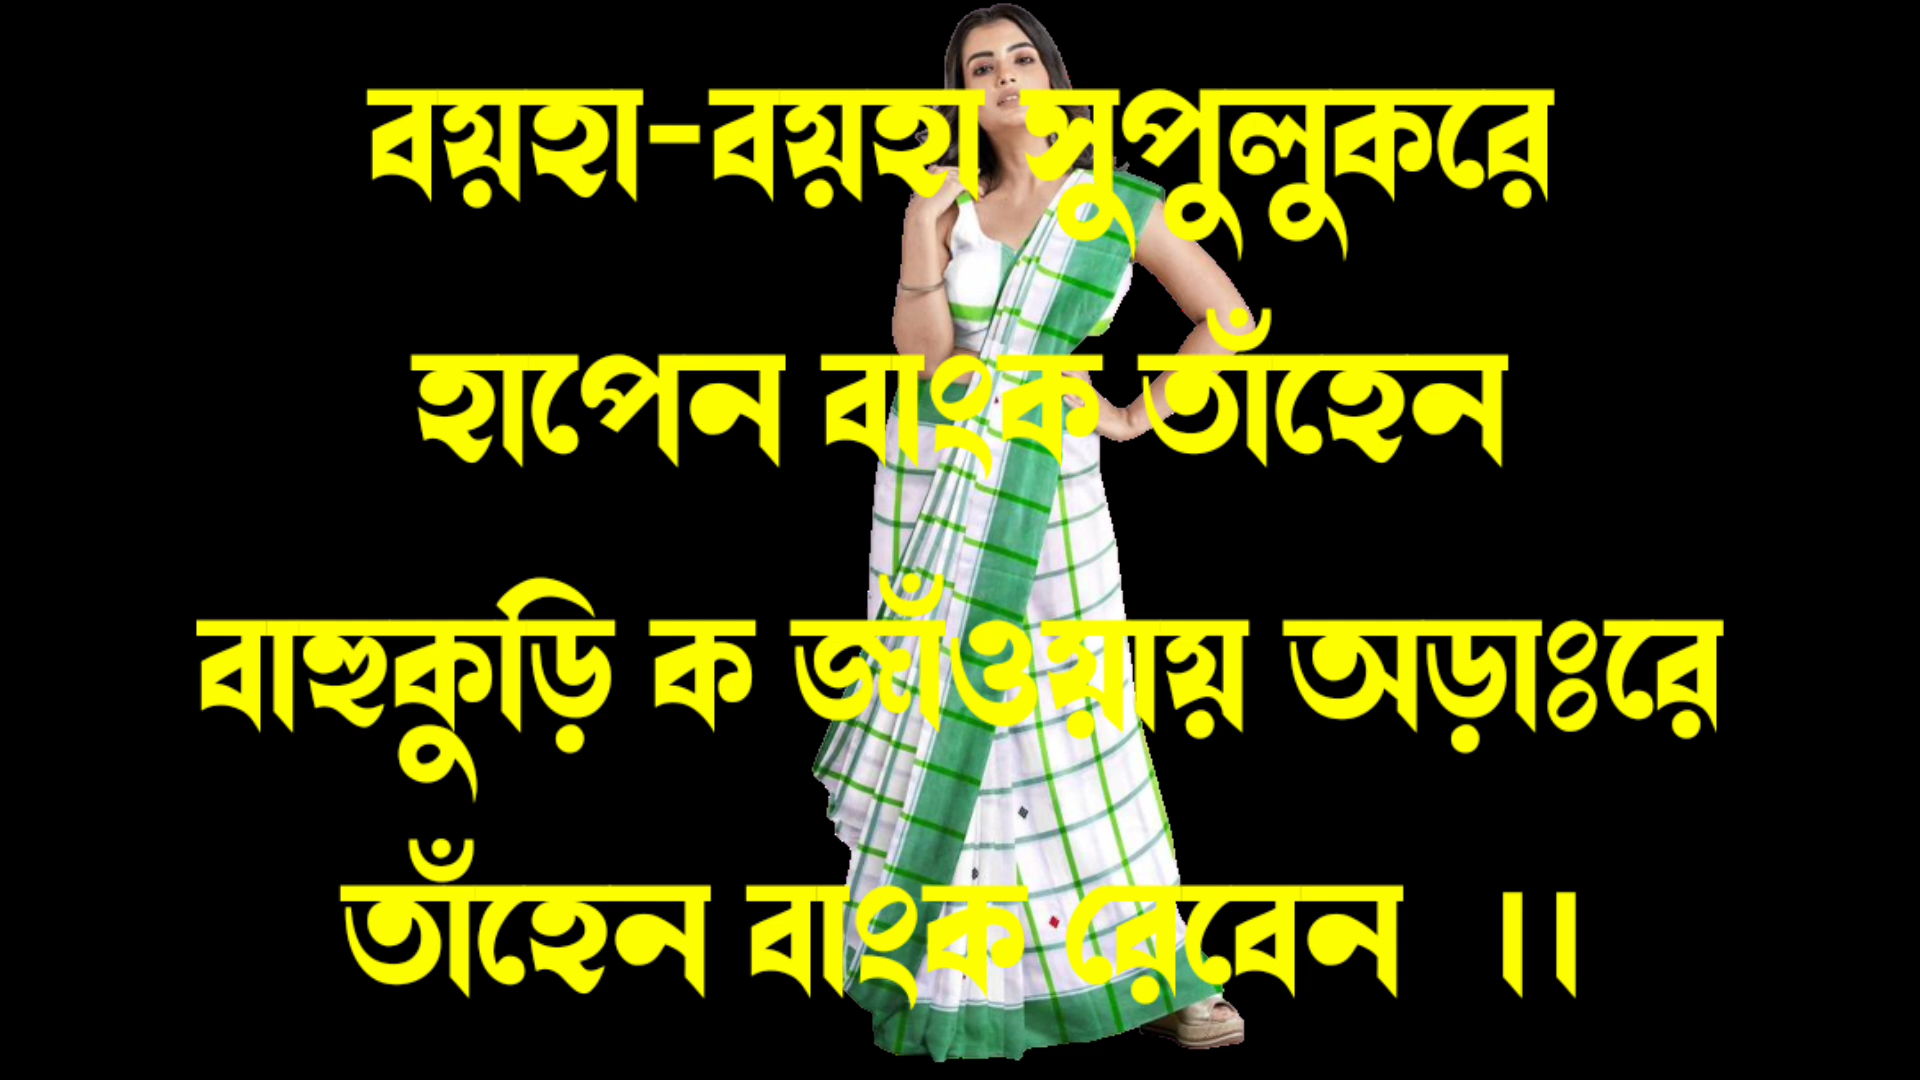 বয়হা-বয়হা সুপুলুকরে
হাপেন বাংক তাঁহেন
বাহুকুড়ি ক জাঁওয়ায় অড়াঃরে
তাঁহেন বাংক রেবেন ।।